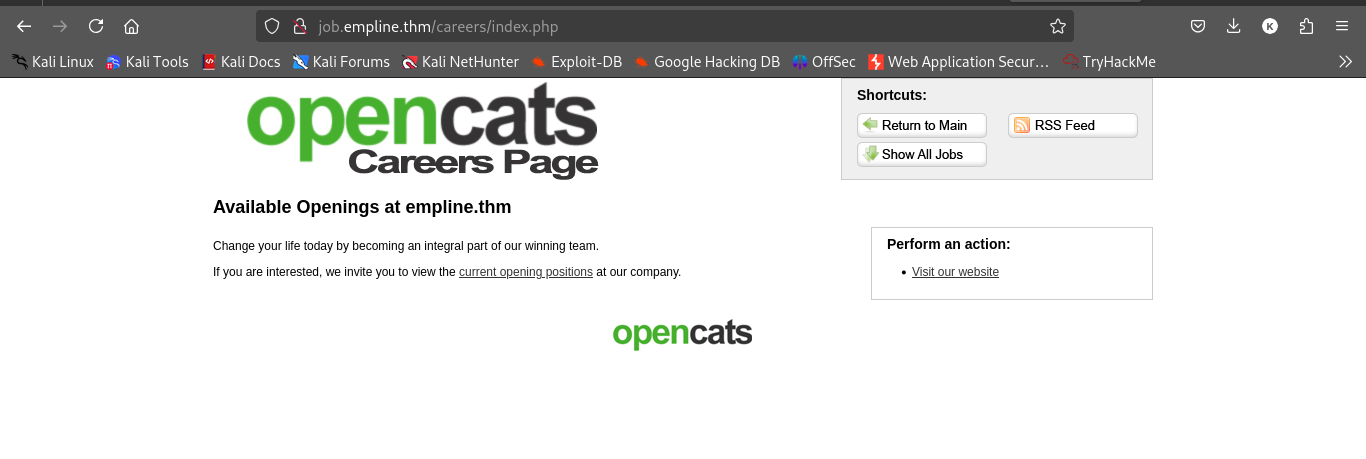 job.empline.thm/careers/index.php
K
Kali Linux Kali Tools Kali Docs Kali Forums Kali NetHunter Exploit-DB Google Hacking DB OffSec Web Application Secur… TryHackMe
opencats
Careers Page
Shortcuts:
Return to Main RSS Feed
Show All Jobs
Available Openings at empline.thm
Change your life today by becoming an integral part of our winning team.
If you are interested, we invite you to view the current opening positions at our company.
Perform an action:
• Visit our website
opencats